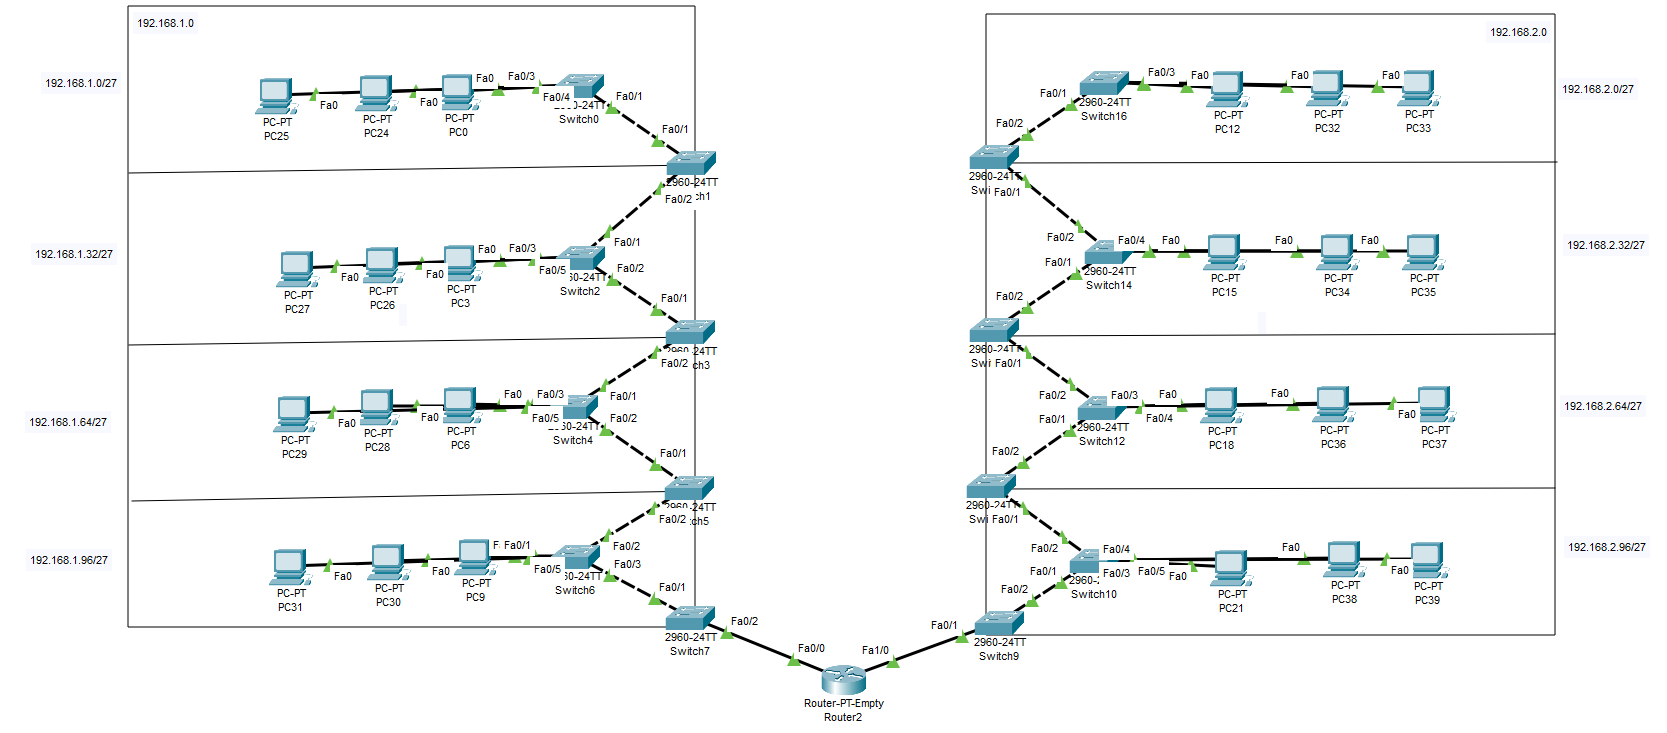 192.168.1.0
192.168.2.0
192.168.1.0/27
Fa0
Fa0
Fa0
Fa0/3
Fa0/4
Fa0/1
PC-PT
PC25
PC-PT
PC24
PC-PT
PC0
Switch0
Fa0/1
2960-24TT
Fa0/2
192.168.1.32/27
Fa0
Fa0
Fa0
Fa0/3
Fa0/5
Fa0/1
Fa0/2
PC-PT
PC27
PC-PT
PC26
PC-PT
PC3
Switch2
Fa0/1
Fa0/2
192.168.1.64/27
Fa0
Fa0
Fa0
Fa0/3
Fa0/5
Fa0/1
Fa0/2
PC-PT
PC29
PC-PT
PC28
PC-PT
PC6
Switch4
Fa0/1
Fa0/2
192.168.1.96/27
Fa0
Fa0
Fa0/1
Fa0/5
Fa0/2
Fa0/3
PC-PT
PC31
PC-PT
PC30
PC-PT
PC9
Switch6
Fa0/1
2960-24TT
Switch7
Fa0/2
Fa0/0
Fa1/0
Router-PT-Empty
Router2
192.168.2.0/27
Fa0/1
Fa0/3
Fa0
Fa0
Fa0
2960-24TT
Switch16
PC-PT
PC12
PC-PT
PC32
PC-PT
PC33
Fa0/2
2960-24TT
Fa0/1
192.168.2.32/27
Fa0/2
Fa0/4
Fa0/1
Fa0
Fa0
Fa0
2960-24TT
Switch14
PC-PT
PC15
PC-PT
PC34
PC-PT
PC35
Fa0/2
2960-24TT
Fa0/1
192.168.2.64/27
Fa0/2
Fa0/3
Fa0/1
Fa0/4
Fa0
Fa0
Fa0
2960-24TT
Switch12
PC-PT
PC18
PC-PT
PC36
PC-PT
PC37
Fa0/2
Fa0/1
192.168.2.96/27
Fa0/2
Fa0/4
Fa0/1
Fa0/3
Fa0/5
Fa0
Fa0
Fa0
Switch10
PC-PT
PC21
PC-PT
PC38
PC-PT
PC39
Fa0/2
Fa0/1
2960-24TT
Switch9